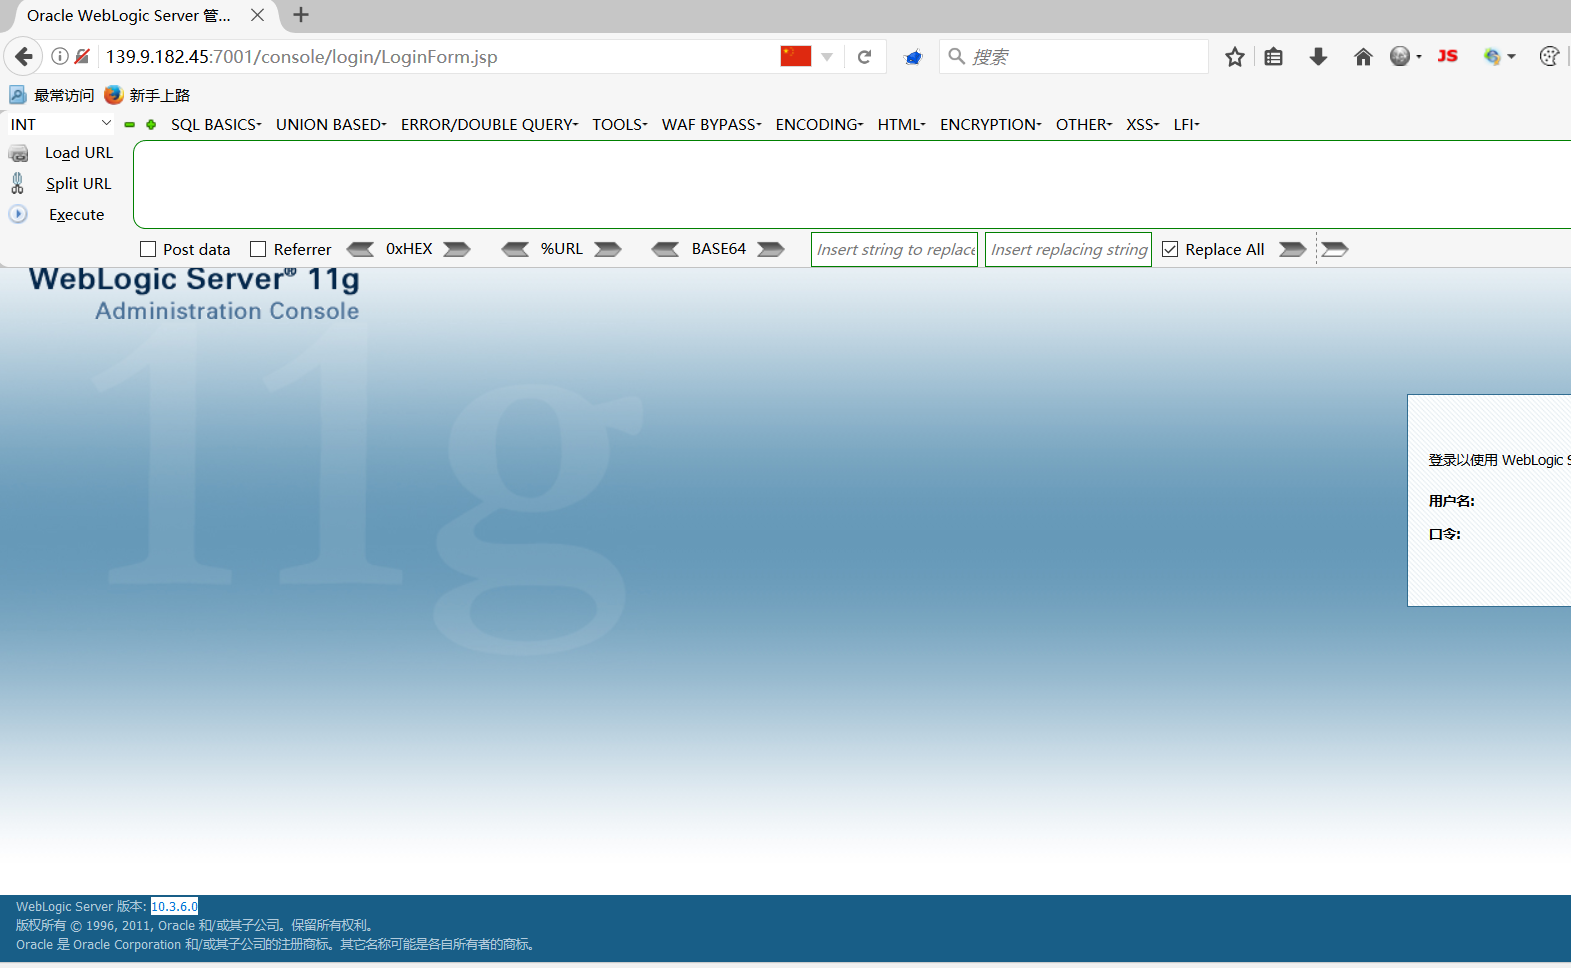 Oracle WebLogic Server 管...
139.9.182.45:7001/console/login/LoginForm.jsp
搜索
JS
最常访问 新手上路
INT SQL BASICS UNION BASED ERROR/DOUBLE QUERY TOOLS WAF BYPASS ENCODING HTML ENCRYPTION OTHER XSS LFI
Load URL
Split URL
Execute
Post data Referrer 0xHEX %URL BASE64 Insert string to replace Insert replacing string Replace All
WebLogic Server® 11g
Administration Console
11g
登录以使用 WebLogic S
用户名:
口令:
WebLogic Server 版本: 10.3.6.0
版权所有 © 1996, 2011, Oracle 和/或其子公司。保留所有权利。
Oracle 是 Oracle Corporation 和/或其子公司的注册商标。其它名称可能是各自所有者的商标。